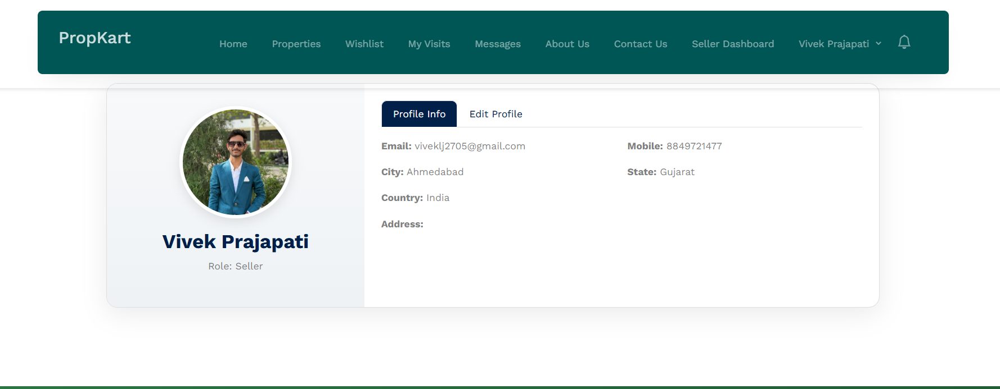 PropKart
Home Properties Wishlist My Visits Messages About Us Contact Us Seller Dashboard Vivek Prajapati
Profile Info Edit Profile
Email: viveklj2705@gmail.com Mobile: 8849721477
City: Ahmedabad State: Gujarat
Country: India
Address:
Vivek Prajapati
Role: Seller